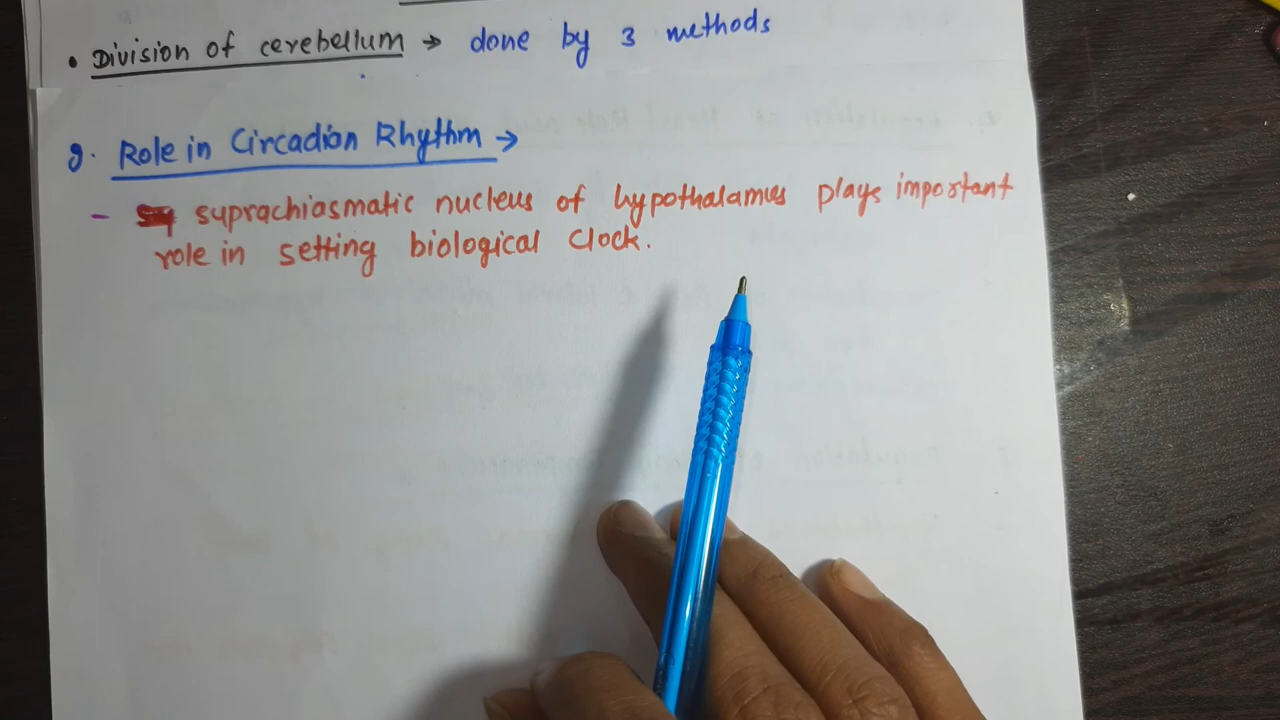 • Division of cerebellum → done by 3 methods
9. Role in Circadian Rhythm →
- suprachiasmatic nucleus of hypothalamus plays important
role in setting biological clock.